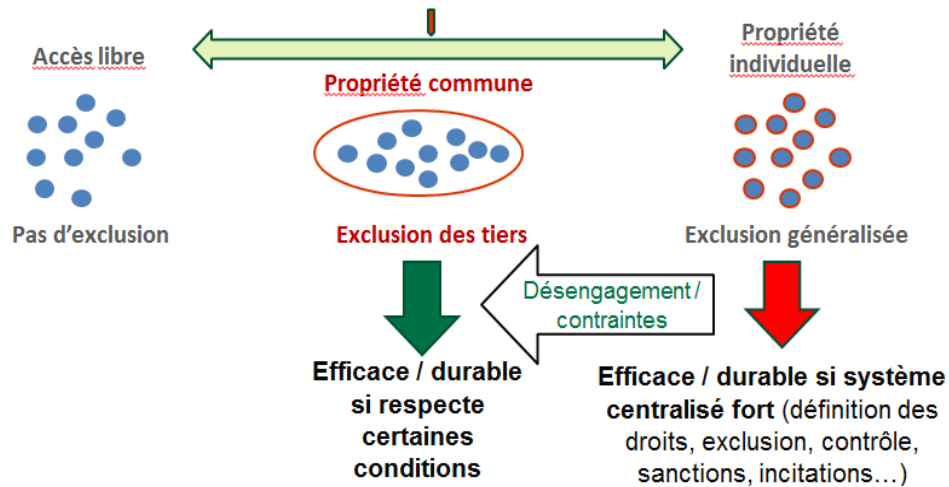 Accès libre
Propriété commune
Propriété
individuelle
Pas d'exclusion
Exclusion des tiers
Exclusion généralisée
Désengagement /
contraintes
Efficace / durable
si respecte
certaines
conditions
Efficace / durable si système
centralisé fort (définition des
droits, exclusion, contrôle,
sanctions, incitations…)